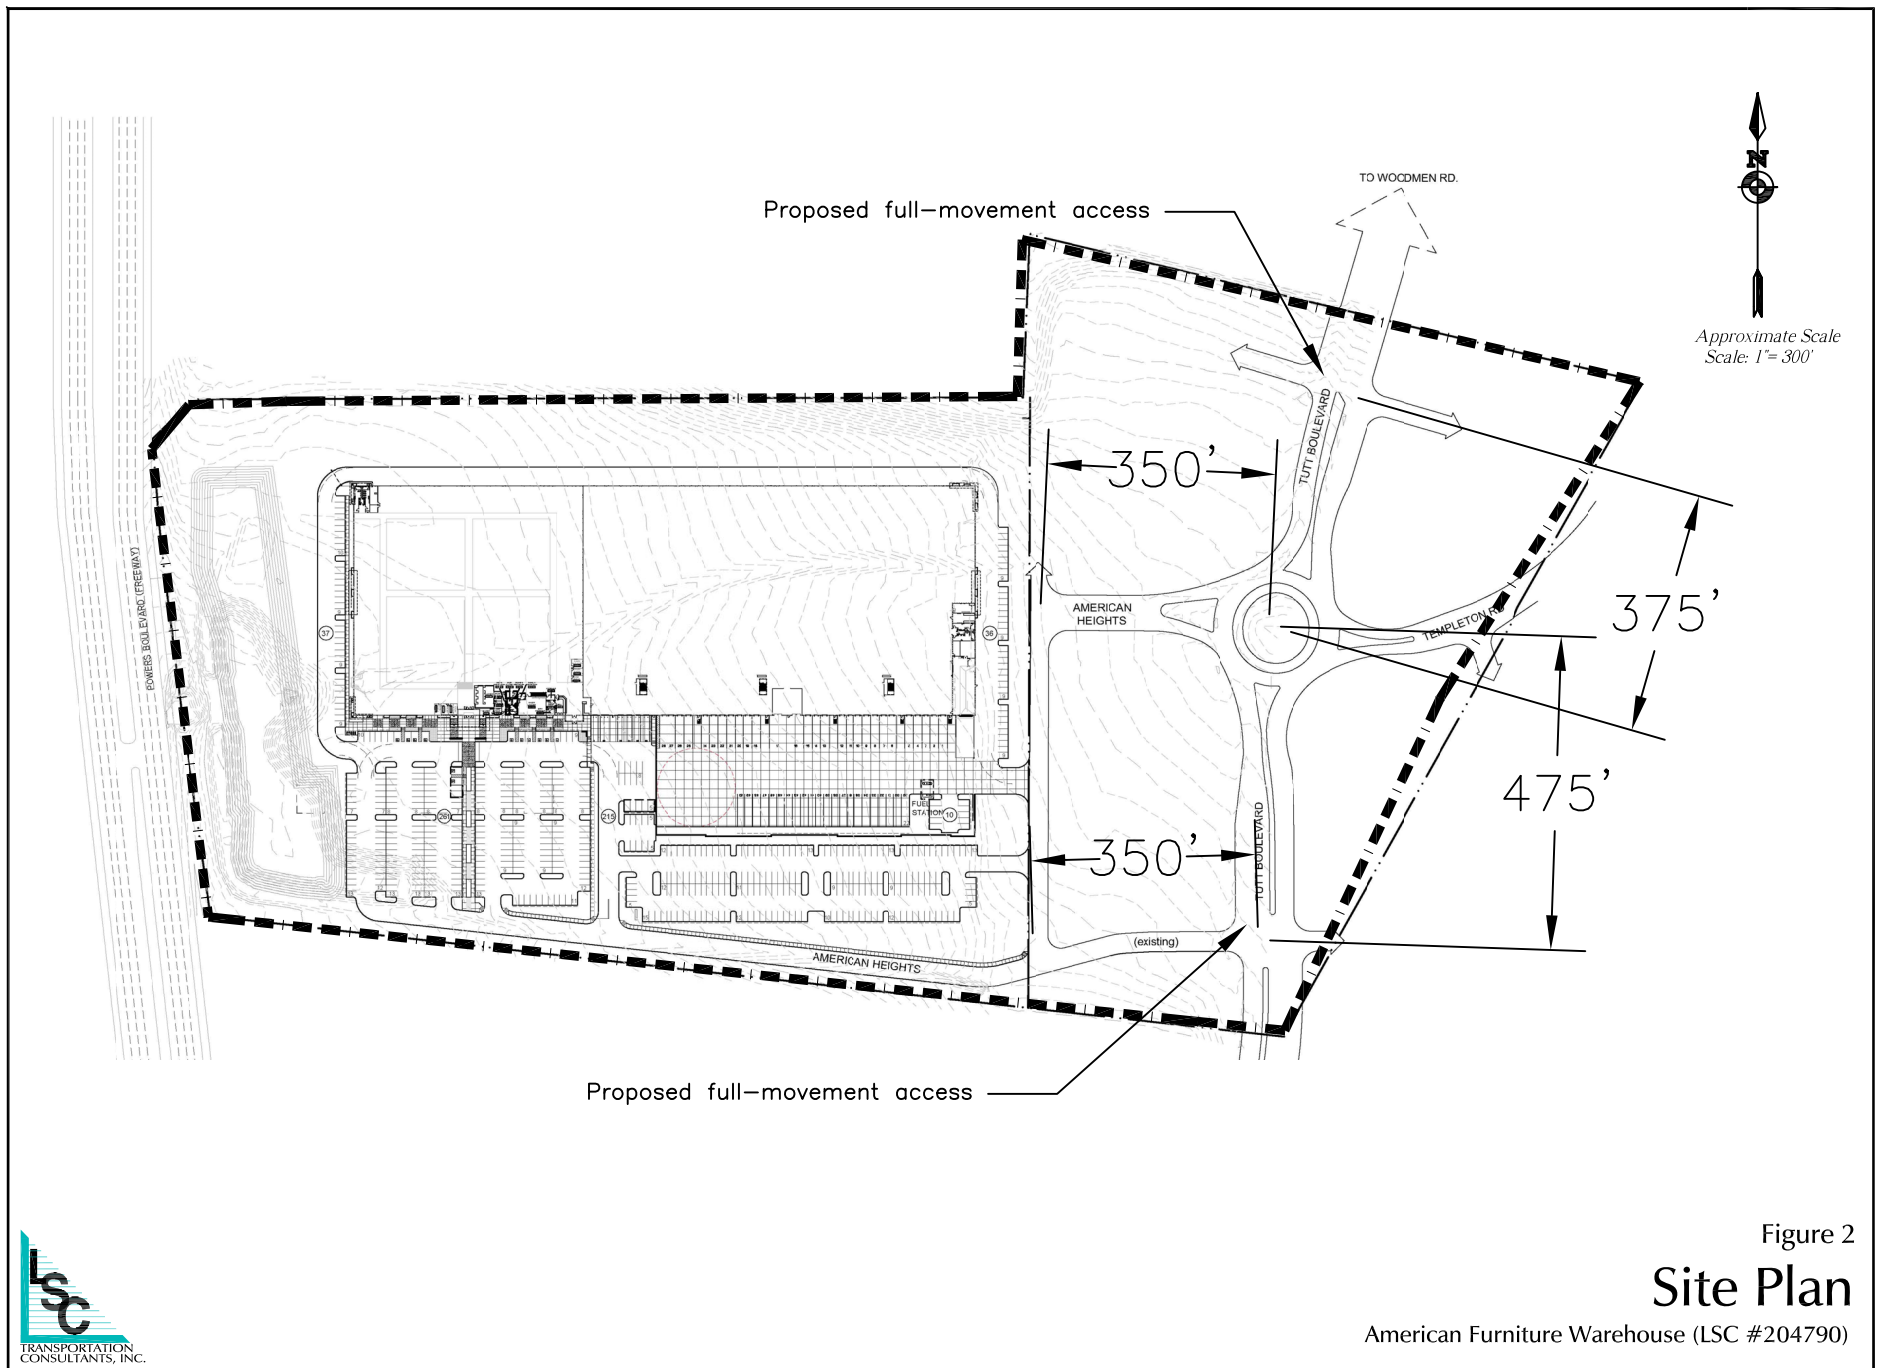 TO WOODMEN RD.
Proposed full-movement access
N
Approximate Scale
Scale: 1"= 300'
TUTT BOULEVARD
350'
POWERS BOULEVARD (FREEWAY)
37
36
AMERICAN
HEIGHTS
TEMPLETON RD
375'
475'
FUEL
STATION
10
261
215
350'
TUTT BOULEVARD
(existing)
AMERICAN HEIGHTS
Proposed full-movement access
Figure 2
Site Plan
American Furniture Warehouse (LSC #204790)
LSC
TRANSPORTATION
CONSULTANTS, INC.